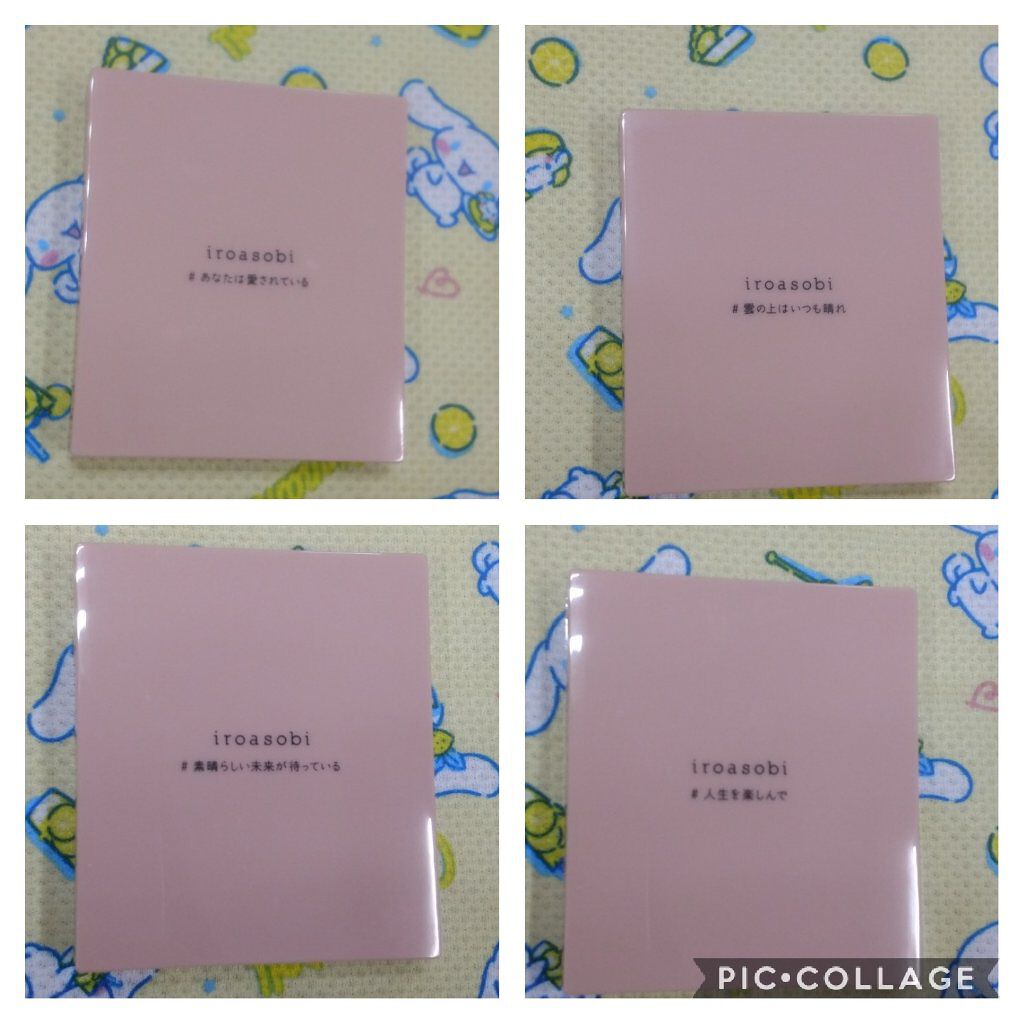 iroasobi
# あなたは愛されている
iroasobi
# 雲の上はいつも晴れ
iroasobi
# 素晴らしい未来が待っている
iroasobi
# 人生を楽しんで
PIC•COLLAGE